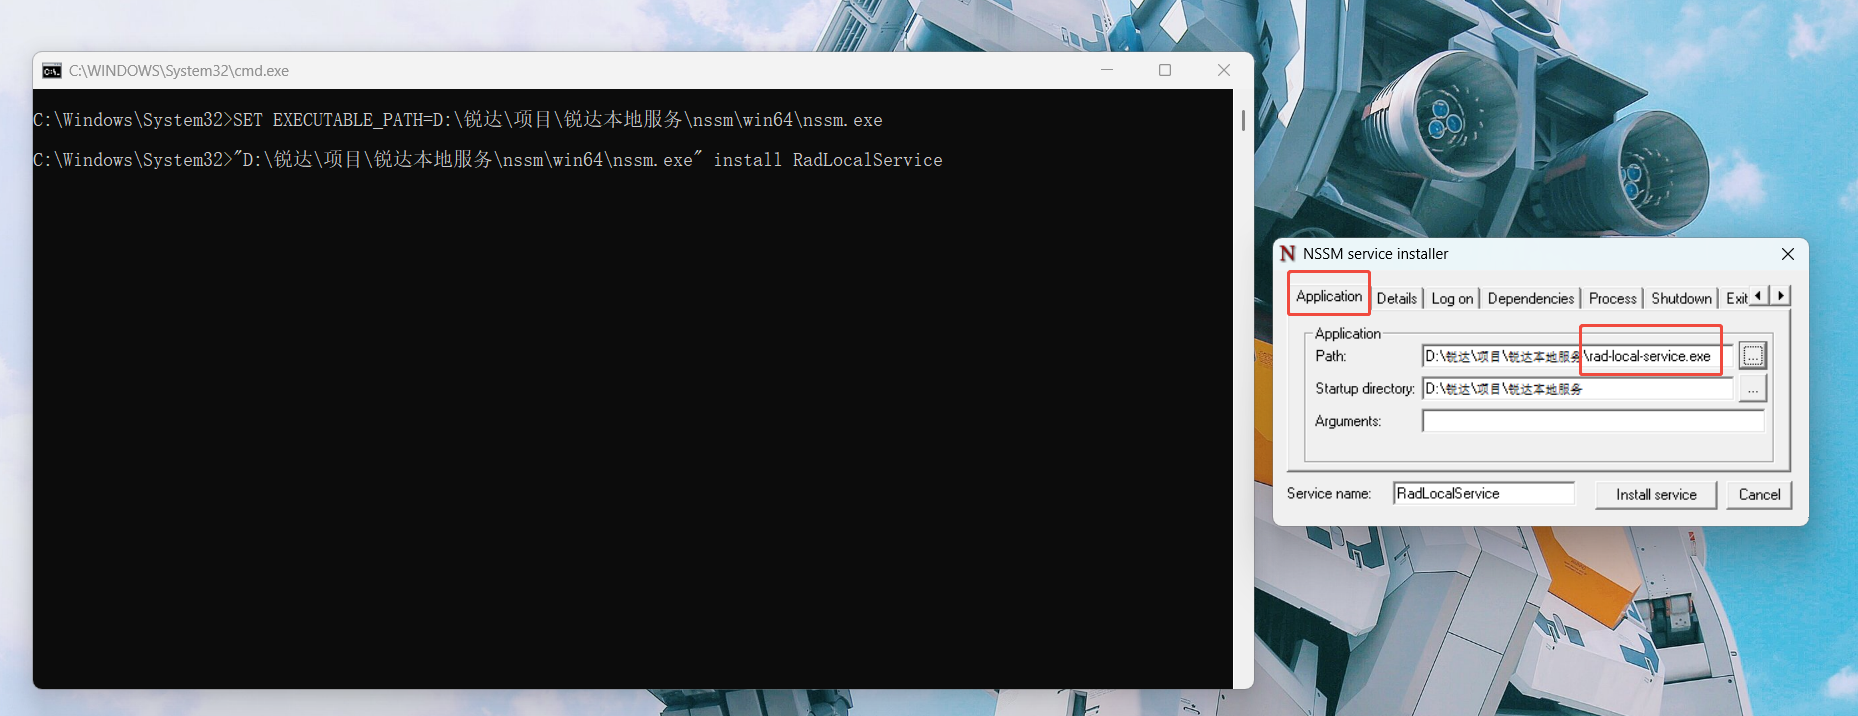 C:\WINDOWS\System32\cmd.exe
C:\Windows\System32>SET EXECUTABLE_PATH=D:\锐达\项目\锐达本地服务\nssm\win64\nssm.exe
C:\Windows\System32>"D:\锐达\项目\锐达本地服务\nssm\win64\nssm.exe" install RadLocalService
NSSM service installer
Application Details Log on Dependencies Process Shutdown Exit
Application
Path: D:\锐达\项目\锐达本地服务\rad-local-service.exe ...
Startup directory: D:\锐达\项目\锐达本地服务 ...
Arguments:
Service name: RadLocalService Install service Cancel